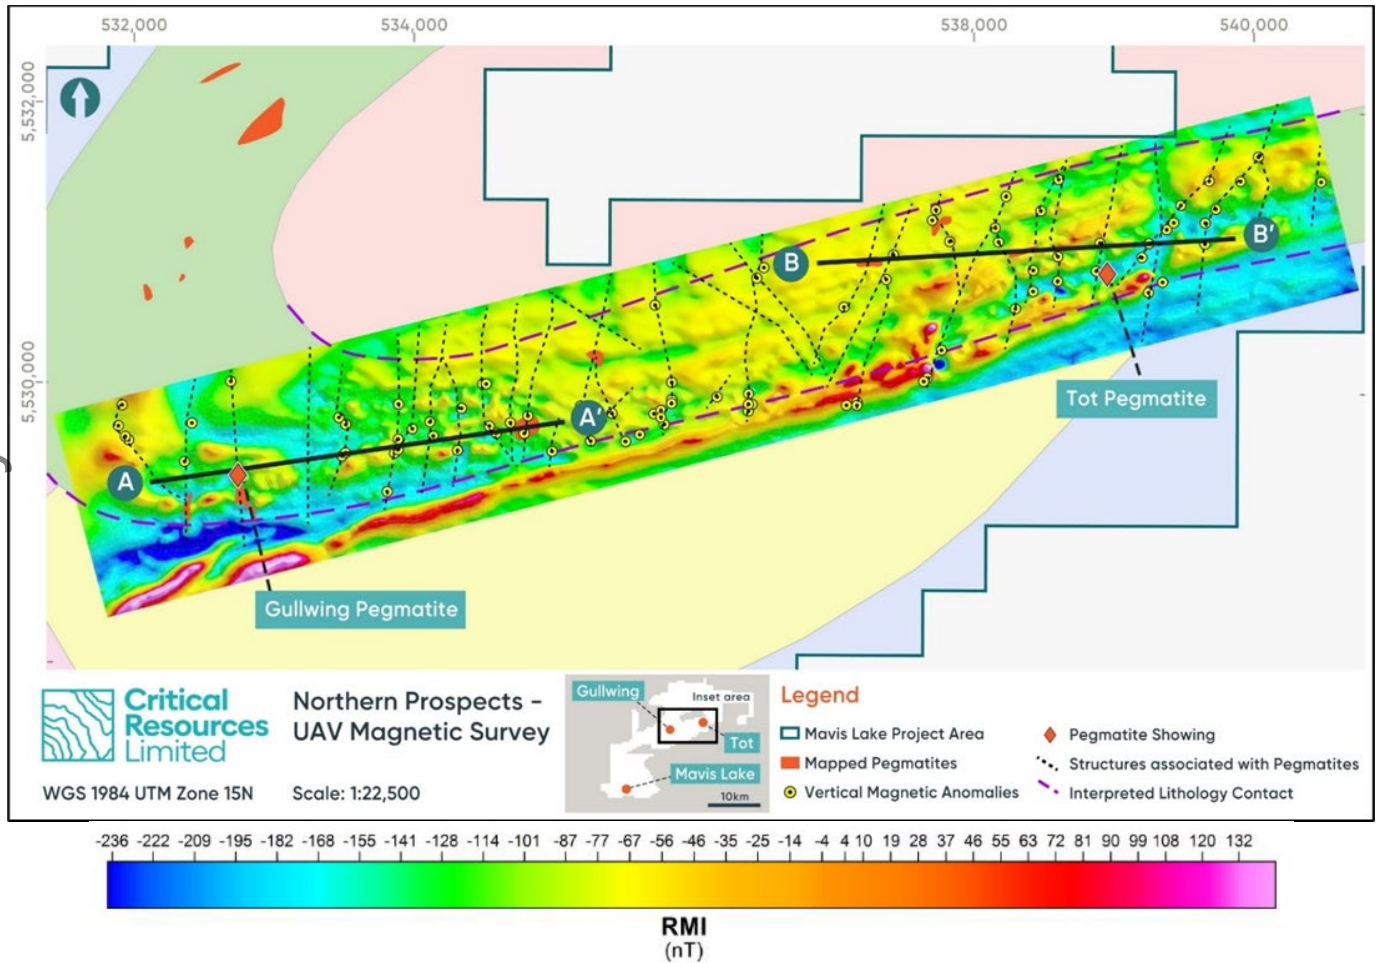 532,000
534,000
538,000
540,000
5,532,000
5,530,000
B
B'
A'
A
Tot Pegmatite
Gullwing Pegmatite
Critical
Resources
Limited
Northern Prospects -
UAV Magnetic Survey
WGS 1984 UTM Zone 15N
Scale: 1:22,500
Gullwing
Inset area
Tot
Mavis Lake
10km
Legend
Mavis Lake Project Area
Mapped Pegmatites
Vertical Magnetic Anomalies
Pegmatite Showing
Structures associated with Pegmatites
Interpreted Lithology Contact
-236 -222 -209 -195 -182 -168 -155 -141 -128 -114 -101 -87 -77 -67 -56 -46 -35 -25 -14 -4 4 10 19 28 37 46 55 63 72 81 90 99 108 120 132
RMI
(nT)